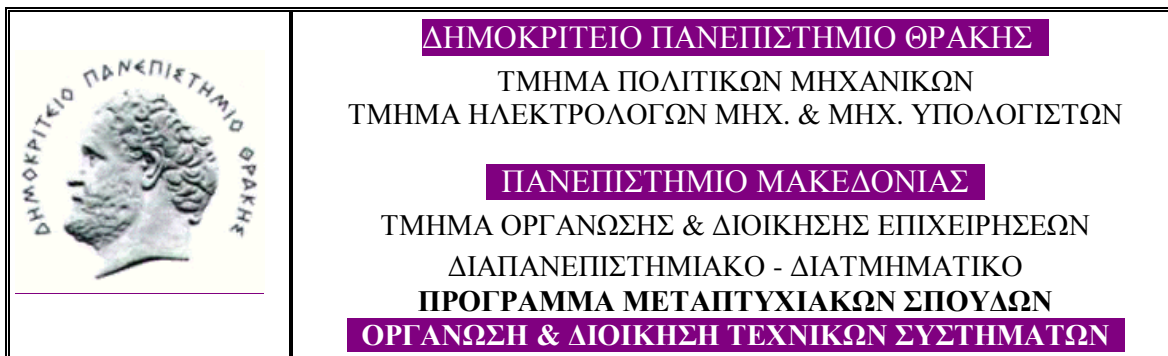 ΔΗΜΟΚΡΙΤΕΙΟ ΠΑΝΕΠΙΣΤΗΜΙΟ ΘΡΑΚΗΣ
ΔΗΜΟΚΡΙΤΕΙΟ ΠΑΝΕΠΙΣΤΗΜΙΟ ΘΡΑΚΗΣ
ΤΜΗΜΑ ΠΟΛΙΤΙΚΩΝ ΜΗΧΑΝΙΚΩΝ
ΤΜΗΜΑ ΗΛΕΚΤΡΟΛΟΓΩΝ ΜΗΧ. & ΜΗΧ. ΥΠΟΛΟΓΙΣΤΩΝ
ΠΑΝΕΠΙΣΤΗΜΙΟ ΜΑΚΕΔΟΝΙΑΣ
ΤΜΗΜΑ ΟΡΓΑΝΩΣΗΣ & ΔΙΟΙΚΗΣΗΣ ΕΠΙΧΕΙΡΗΣΕΩΝ
ΔΙΑΠΑΝΕΠΙΣΤΗΜΙΑΚΟ - ΔΙΑΤΜΗΜΑΤΙΚΟ
ΠΡΟΓΡΑΜΜΑ ΜΕΤΑΠΤΥΧΙΑΚΩΝ ΣΠΟΥΔΩΝ
ΟΡΓΑΝΩΣΗ & ΔΙΟΙΚΗΣΗ ΤΕΧΝΙΚΩΝ ΣΥΣΤΗΜΑΤΩΝ